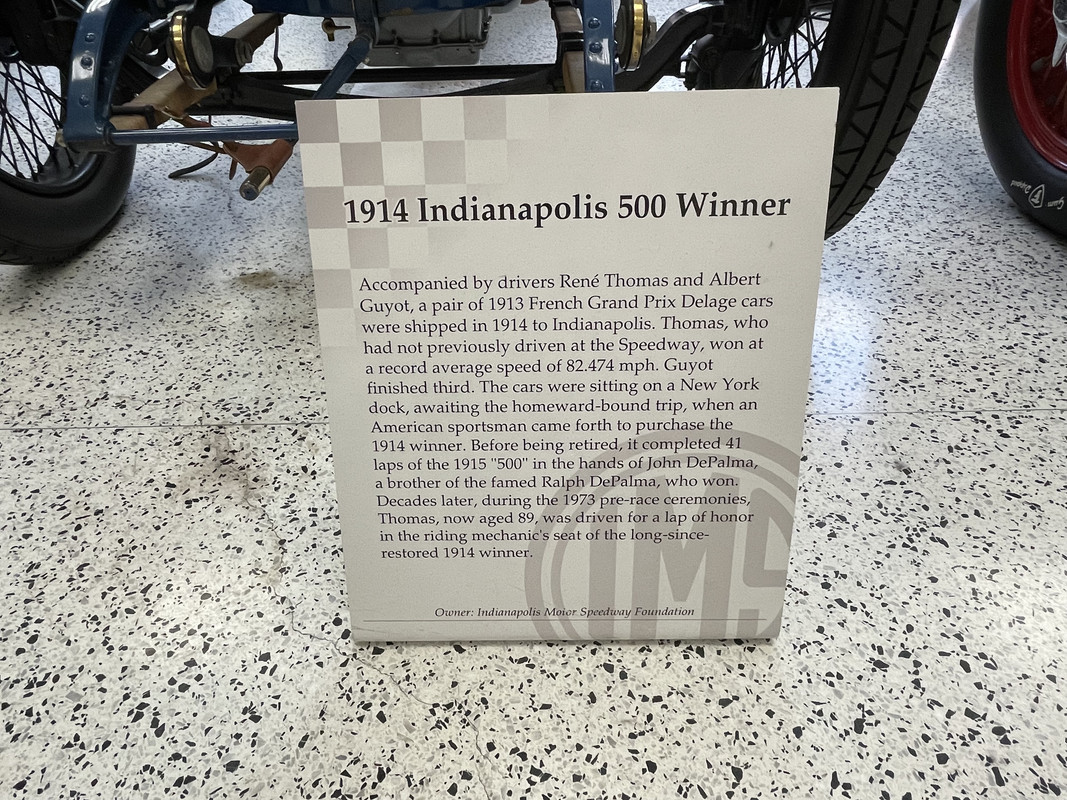 1914 Indianapolis 500 Winner
Accompanied by drivers René Thomas and Albert
Guyot, a pair of 1913 French Grand Prix Delage cars
were shipped in 1914 to Indianapolis. Thomas, who
had not previously driven at the Speedway, won at
a record average speed of 82.474 mph. Guyot
finished third. The cars were sitting on a New York
dock, awaiting the homeward-bound trip, when an
American sportsman came forth to purchase the
1914 winner. Before being retired, it completed 41
laps of the 1915 "500" in the hands of John DePalma,
a brother of the famed Ralph DePalma, who won.
Decades later, during the 1973 pre-race ceremonies,
Thomas, now aged 89, was driven for a lap of honor
in the riding mechanic's seat of the long-since-
restored 1914 winner.
Owner: Indianapolis Motor Speedway Foundation
IMS